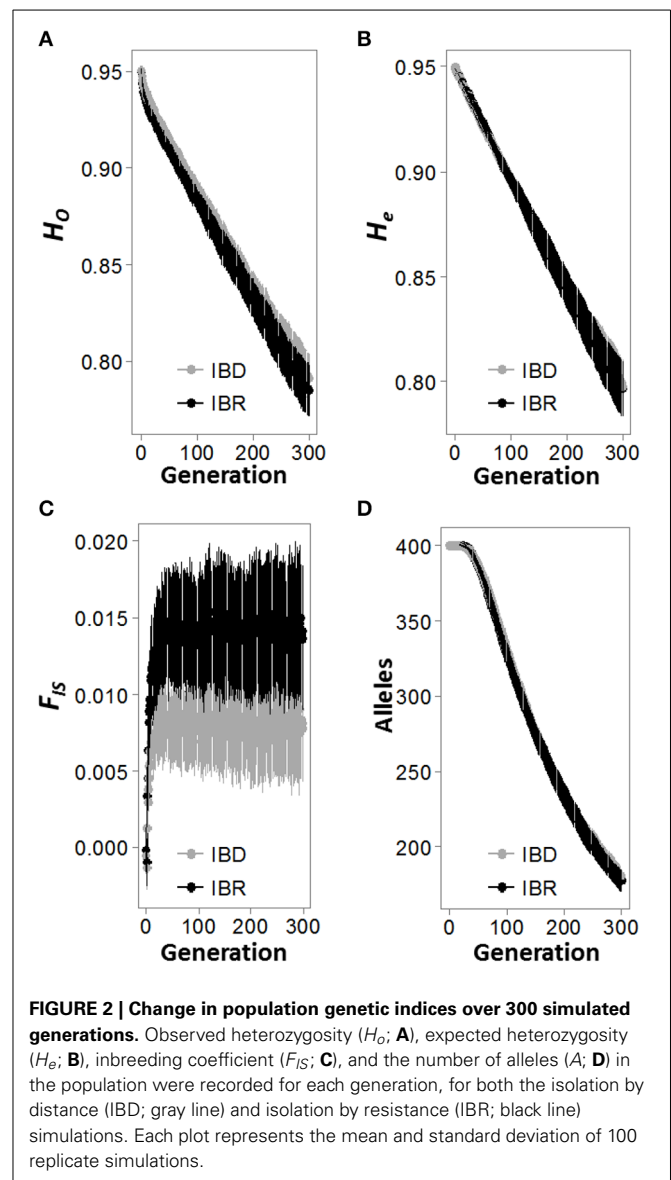 A
0.95
0.90
0.85
0.80
Ho
IBD
IBR
0 100 200 300
Generation
B
0.95
0.90
0.85
0.80
He
IBD
IBR
0 100 200 300
Generation
C
0.020
0.015
0.010
0.005
0.000
FIS
IBD
IBR
0 100 200 300
Generation
D
400
350
300
250
200
Alleles
IBD
IBR
0 100 200 300
Generation
FIGURE 2 | Change in population genetic indices over 300 simulated
generations. Observed heterozygosity (Ho; A), expected heterozygosity
(He; B), inbreeding coefficient (FIS; C), and the number of alleles (A; D) in
the population were recorded for each generation, for both the isolation by
distance (IBD; gray line) and isolation by resistance (IBR; black line)
simulations. Each plot represents the mean and standard deviation of 100
replicate simulations.